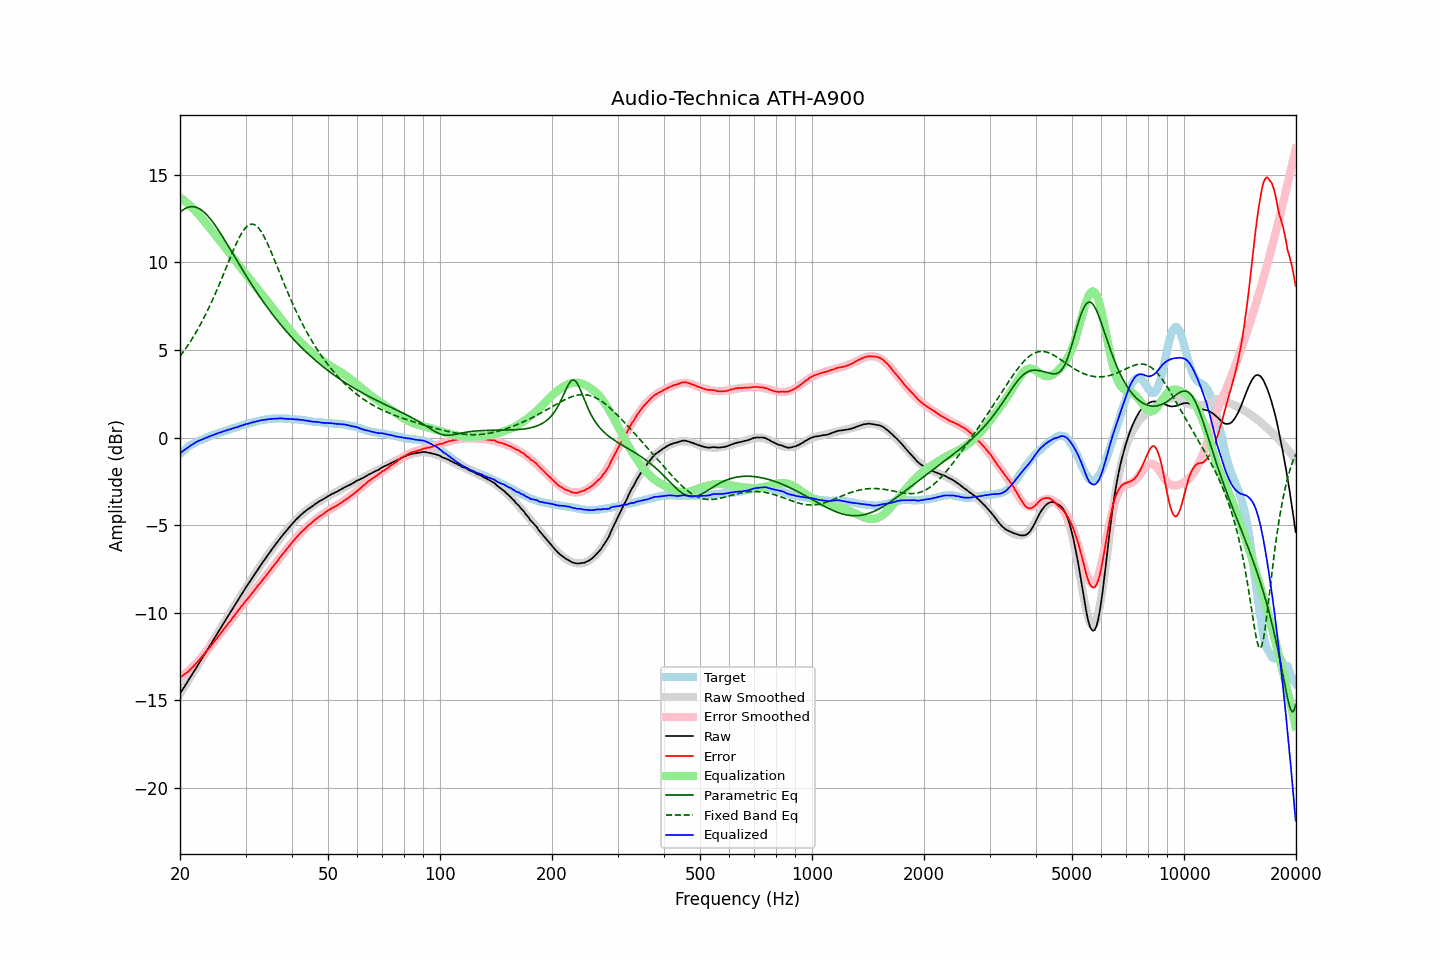 Audio-Technica ATH-A900
Amplitude (dBr)
15
10
5
0
−5
−10
−15
−20
Target
Raw Smoothed
Error Smoothed
Raw
Error
Equalization
Parametric Eq
Fixed Band Eq
Equalized
20 50 100 200 500 1000 2000 5000 10000 20000
Frequency (Hz)